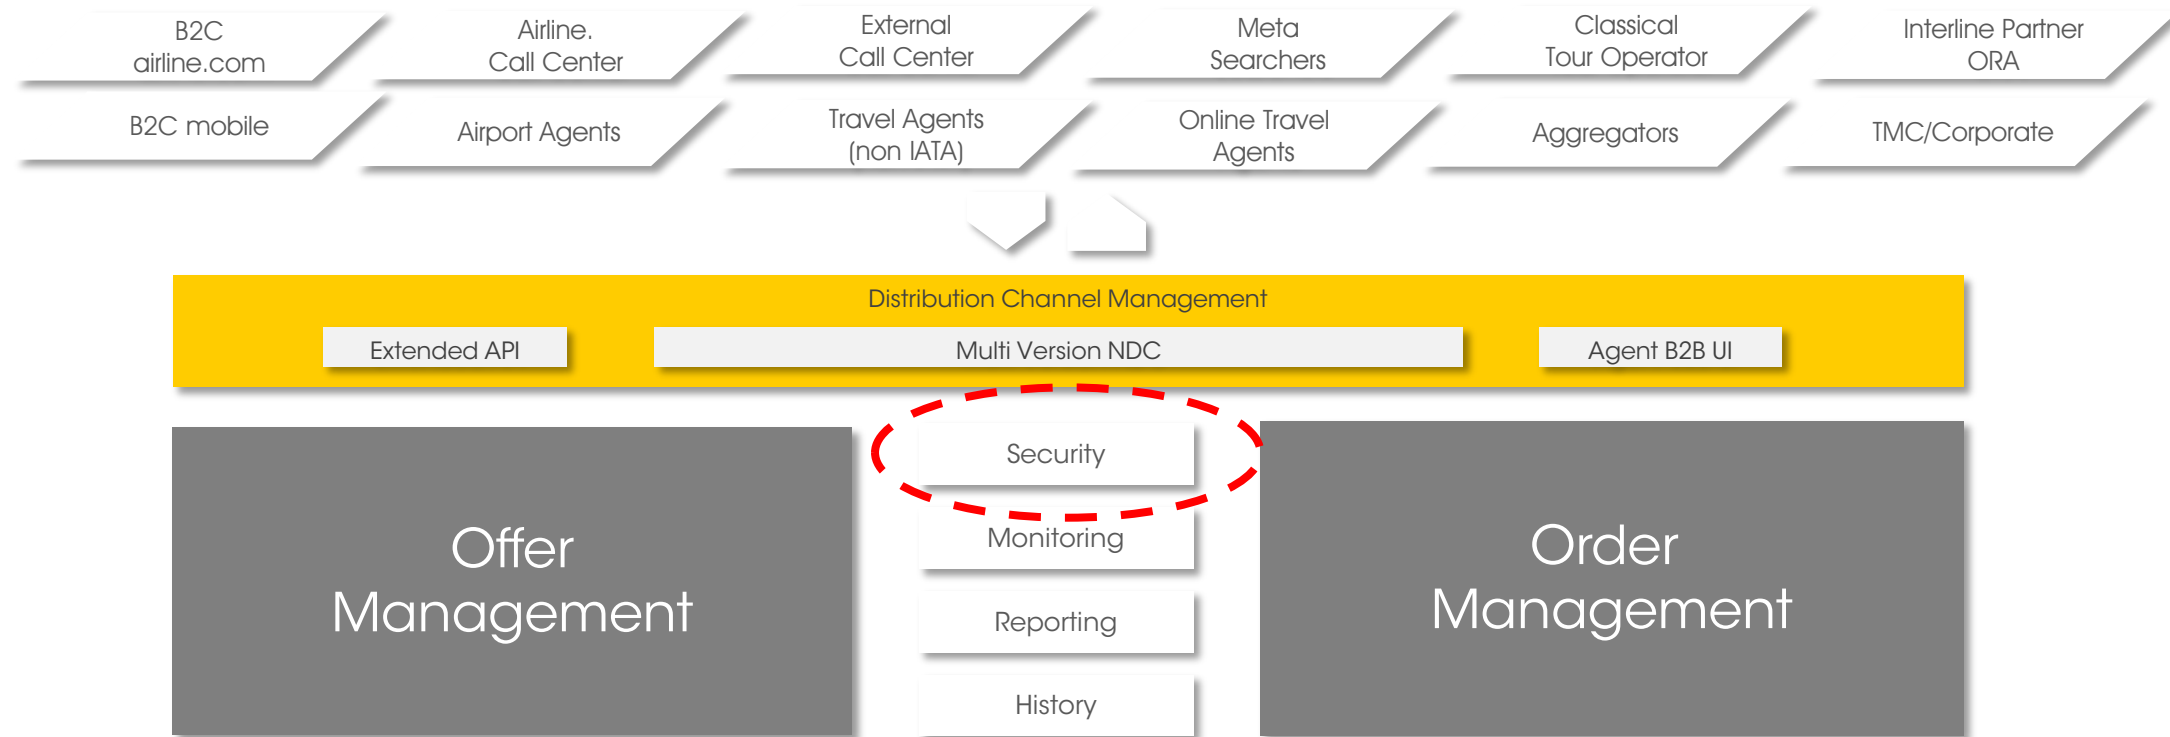 B2C
airline.com
Airline.
Call Center
External
Call Center
Meta
Searchers
Classical
Tour Operator
Interline Partner
ORA
B2C mobile
Airport Agents
Travel Agents
(non IATA)
Online Travel
Agents
Aggregators
TMC/Corporate
Distribution Channel Management
Extended API
Multi Version NDC
Agent B2B UI
Offer
Management
Security
Monitoring
Reporting
History
Order
Management